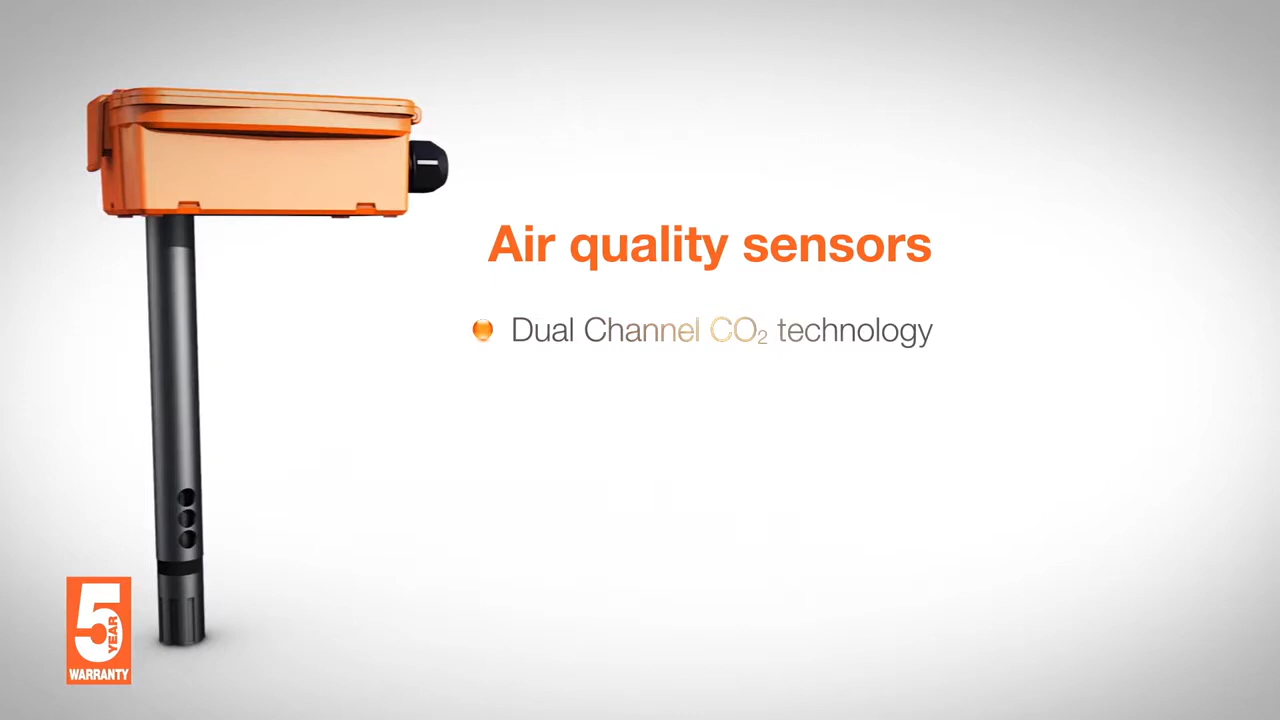 Air quality sensors
Dual Channel CO₂ technology
5
YEAR
WARRANTY